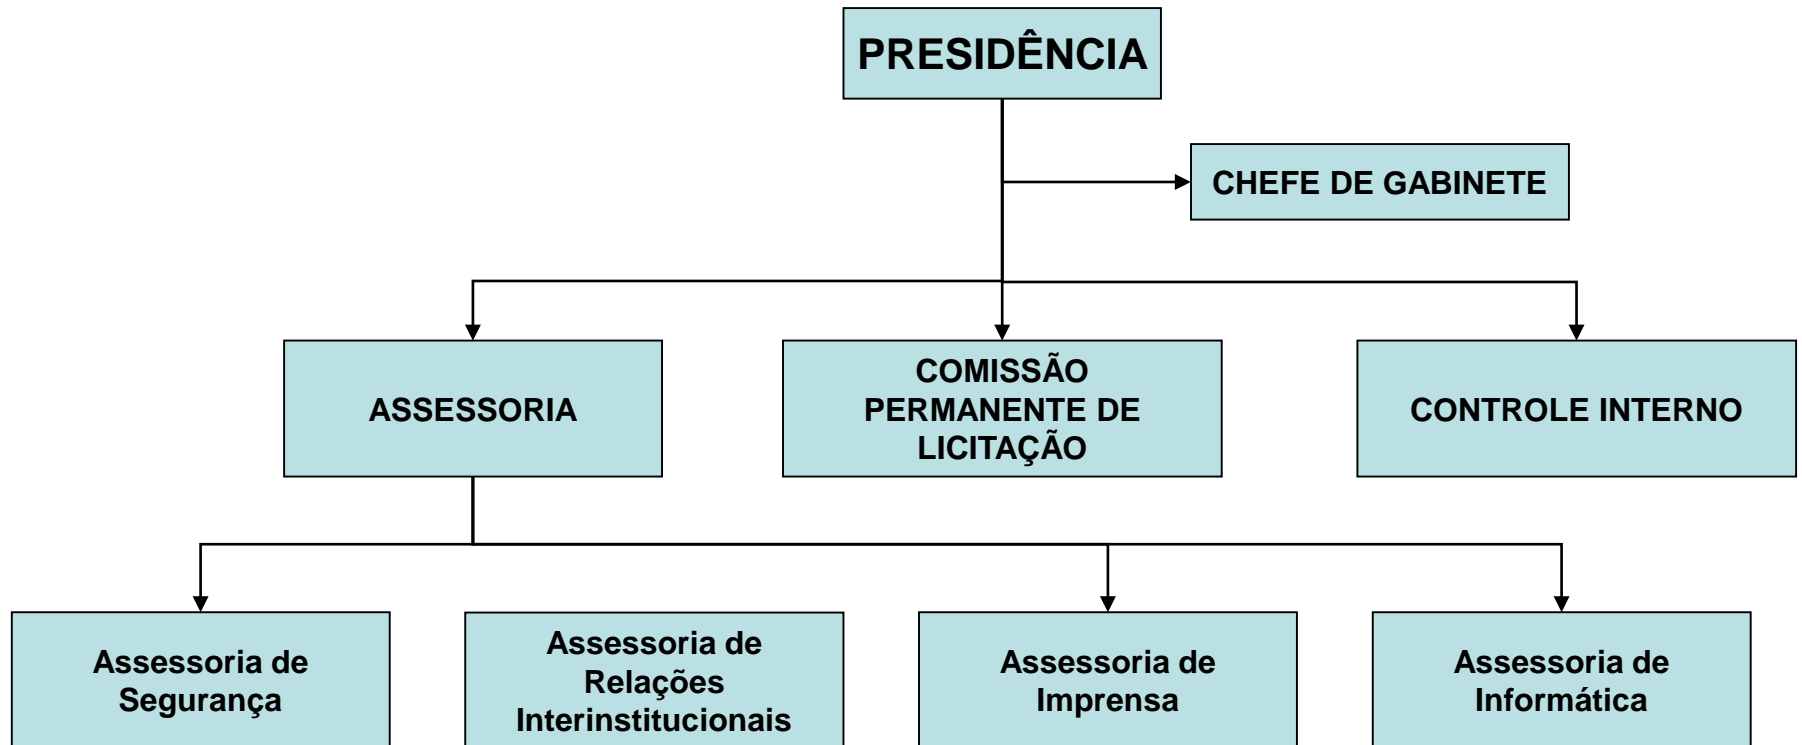 PRESIDÊNCIA
CHEFE DE GABINETE
ASSESSORIA
COMISSÃO
PERMANENTE DE
LICITAÇÃO
CONTROLE INTERNO
Assessoria de
Segurança
Assessoria de
Relações
Interinstitucionais
Assessoria de
Imprensa
Assessoria de
Informática